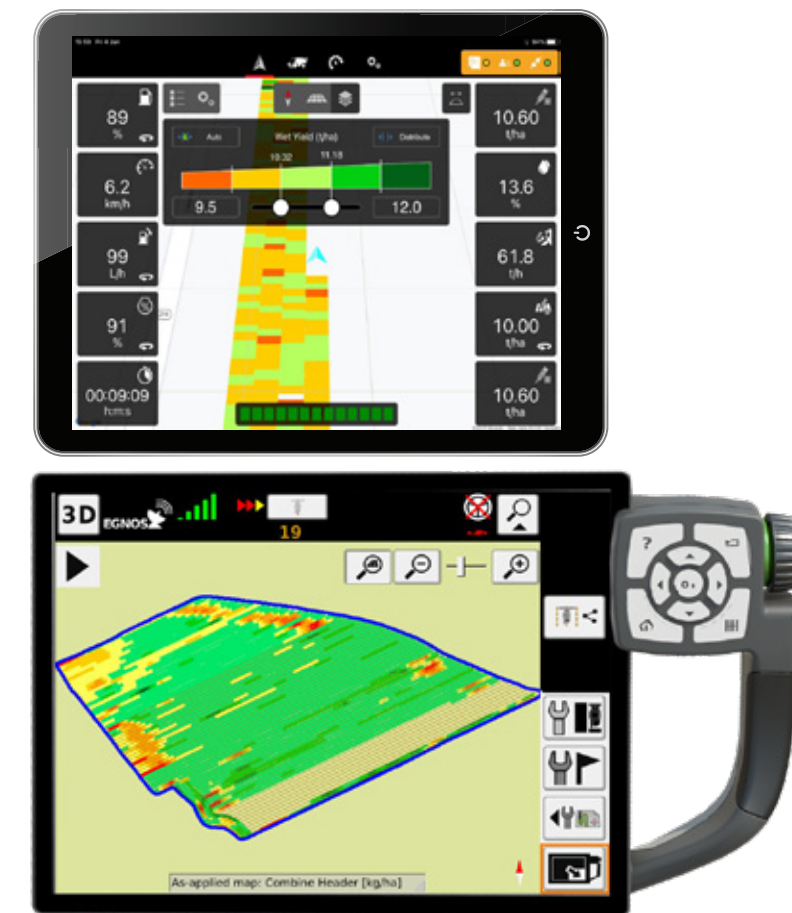 89
%
6.2
km/h
99
L/h
91
%
00:09:09
h:m:s
Auto
Wet Yield (t/ha)
Distribute
10.32
11.18
9.5
12.0
10.60
t/ha
13.6
%
61.8
t/h
10.00
t/ha
10.60
t/ha
3D
EGNOS
19
?
As-applied map: Combine Header [kg/ha]